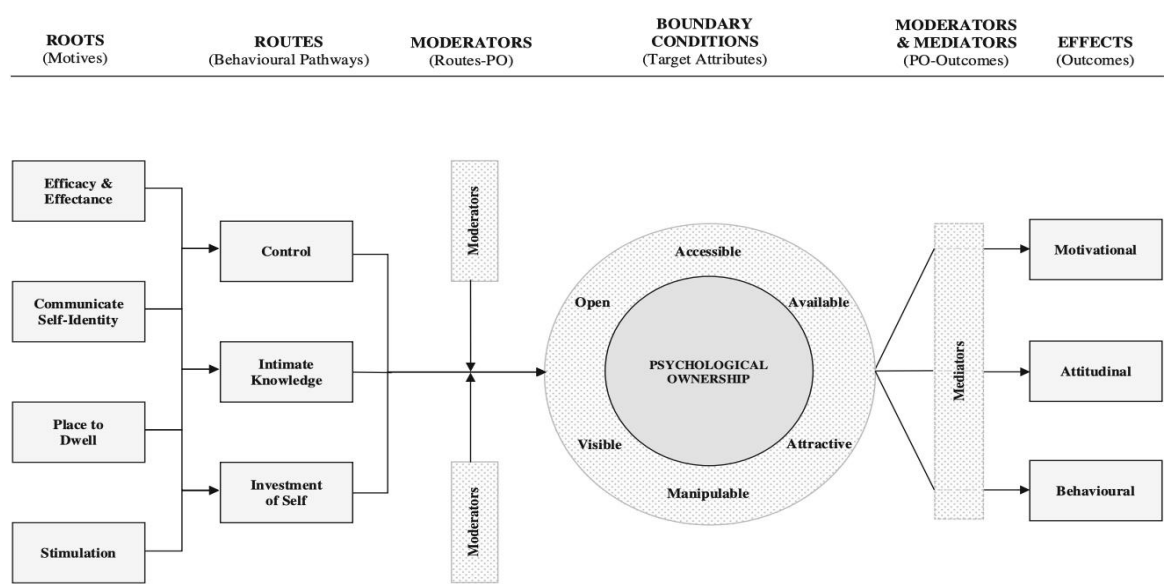 ROOTS
(Motives)
ROUTES
(Behavioural Pathways)
MODERATORS
(Routes-PO)
BOUNDARY
CONDITIONS
(Target Attributes)
MODERATORS
& MEDIATORS
(PO-Outcomes)
EFFECTS
(Outcomes)
Efficacy &
Effectance
Communicate
Self-Identity
Place to
Dwell
Stimulation
Control
Intimate
Knowledge
Investment
of Self
Moderators
Moderators
Accessible
Open
Available
PSYCHOLOGICAL
OWNERSHIP
Visible
Attractive
Manipulable
Mediators
Motivational
Attitudinal
Behavioural